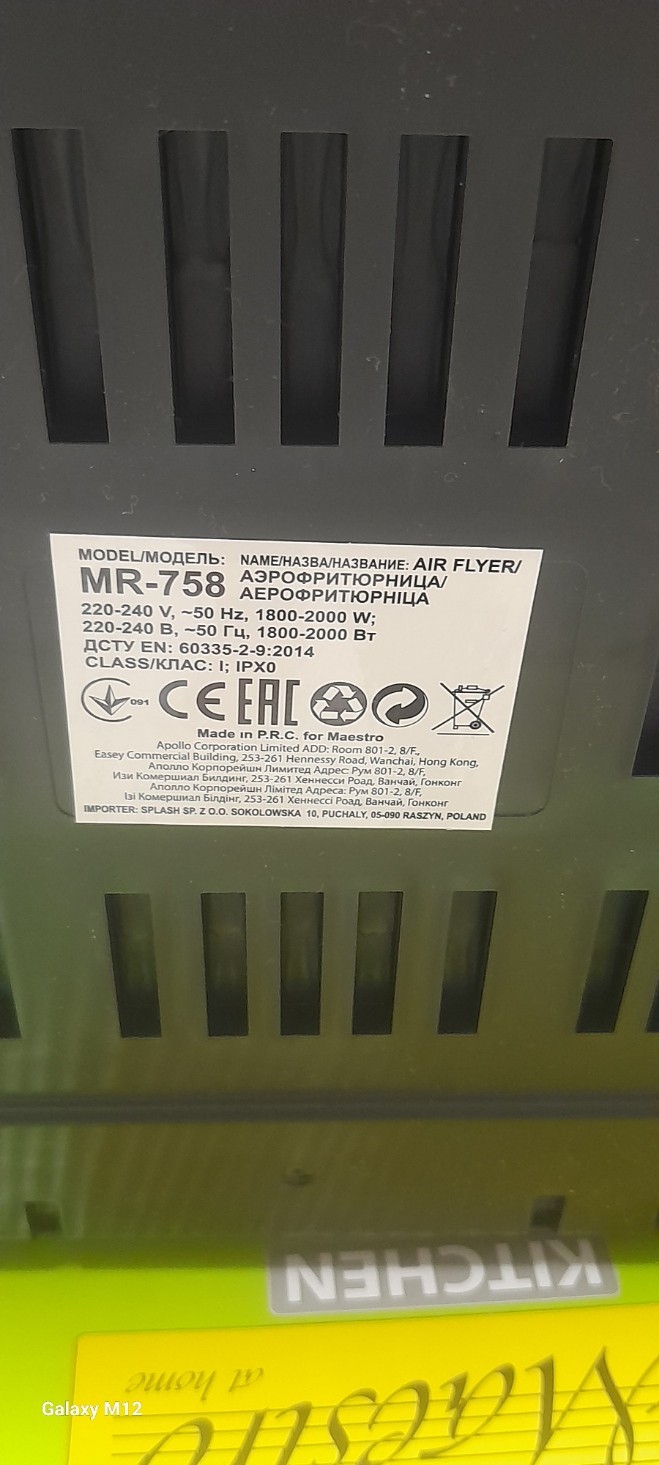 MODEL/МОДЕЛЬ: NAME/НАЗВА/НАЗВАНИЕ: AIR FLYER/
MR-758 АЭРОФРИТЮРНИЦА/
АЕРОФРИТЮРНІЦА
220-240 V, ~50 Hz, 1800-2000 W;
220-240 В, ~50 Гц, 1800-2000 Вт
ДСТУ EN: 60335-2-9:2014
CLASS/КЛАС: I; IPX0
091 CE EAC
Made in P.R.C. for Maestro
Apollo Corporation Limited ADD: Room 801-2, 8/F.,
Easey Commercial Building, 253-261 Hennessy Road, Wanchai, Hong Kong,
Аполло Корпорейшн Лимитед Адрес: Рум 801-2, 8/F,
Изи Комершиал Билдинг, 253-261 Хеннесси Роад, Ванчай, Гонконг
Аполло Корпорейшн Лімітед Адреса: Рум 801-2, 8/F,
Ізі Комершиал Білдінг, 253-261 Хеннессі Роад, Ванчай, Гонконг
IMPORTER: SPLASH SP. Z O.O. SOKOLOWSKA 10, PUCHALY, 05-090 RASZYN, POLAND
KITCHEN
at home
Maestro
Galaxy M12